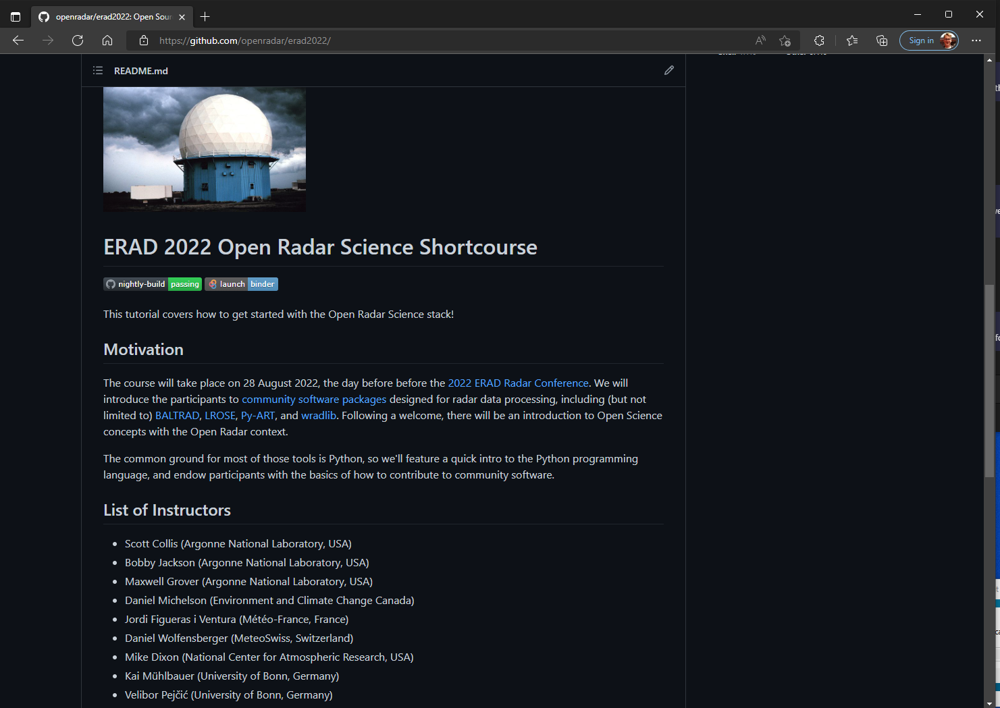 openradar/erad2022: Open Sour
https://github.com/openradar/erad2022/
Sign in
README.md
ERAD 2022 Open Radar Science Shortcourse
nightly-build passing launch binder
This tutorial covers how to get started with the Open Radar Science stack!
Motivation
The course will take place on 28 August 2022, the day before before the 2022 ERAD Radar Conference. We will
introduce the participants to community software packages designed for radar data processing, including (but not
limited to) BALTRAD, LROSE, Py-ART, and wradlib. Following a welcome, there will be an introduction to Open Science
concepts with the Open Radar context.
The common ground for most of those tools is Python, so we'll feature a quick intro to the Python programming
language, and endow participants with the basics of how to contribute to community software.
List of Instructors
• Scott Collis (Argonne National Laboratory, USA)
• Bobby Jackson (Argonne National Laboratory, USA)
• Maxwell Grover (Argonne National Laboratory, USA)
• Daniel Michelson (Environment and Climate Change Canada)
• Jordi Figueras i Ventura (Météo-France, France)
• Daniel Wolfensberger (MeteoSwiss, Switzerland)
• Mike Dixon (National Center for Atmospheric Research, USA)
• Kai Mühlbauer (University of Bonn, Germany)
• Velibor Pejčić (University of Bonn, Germany)